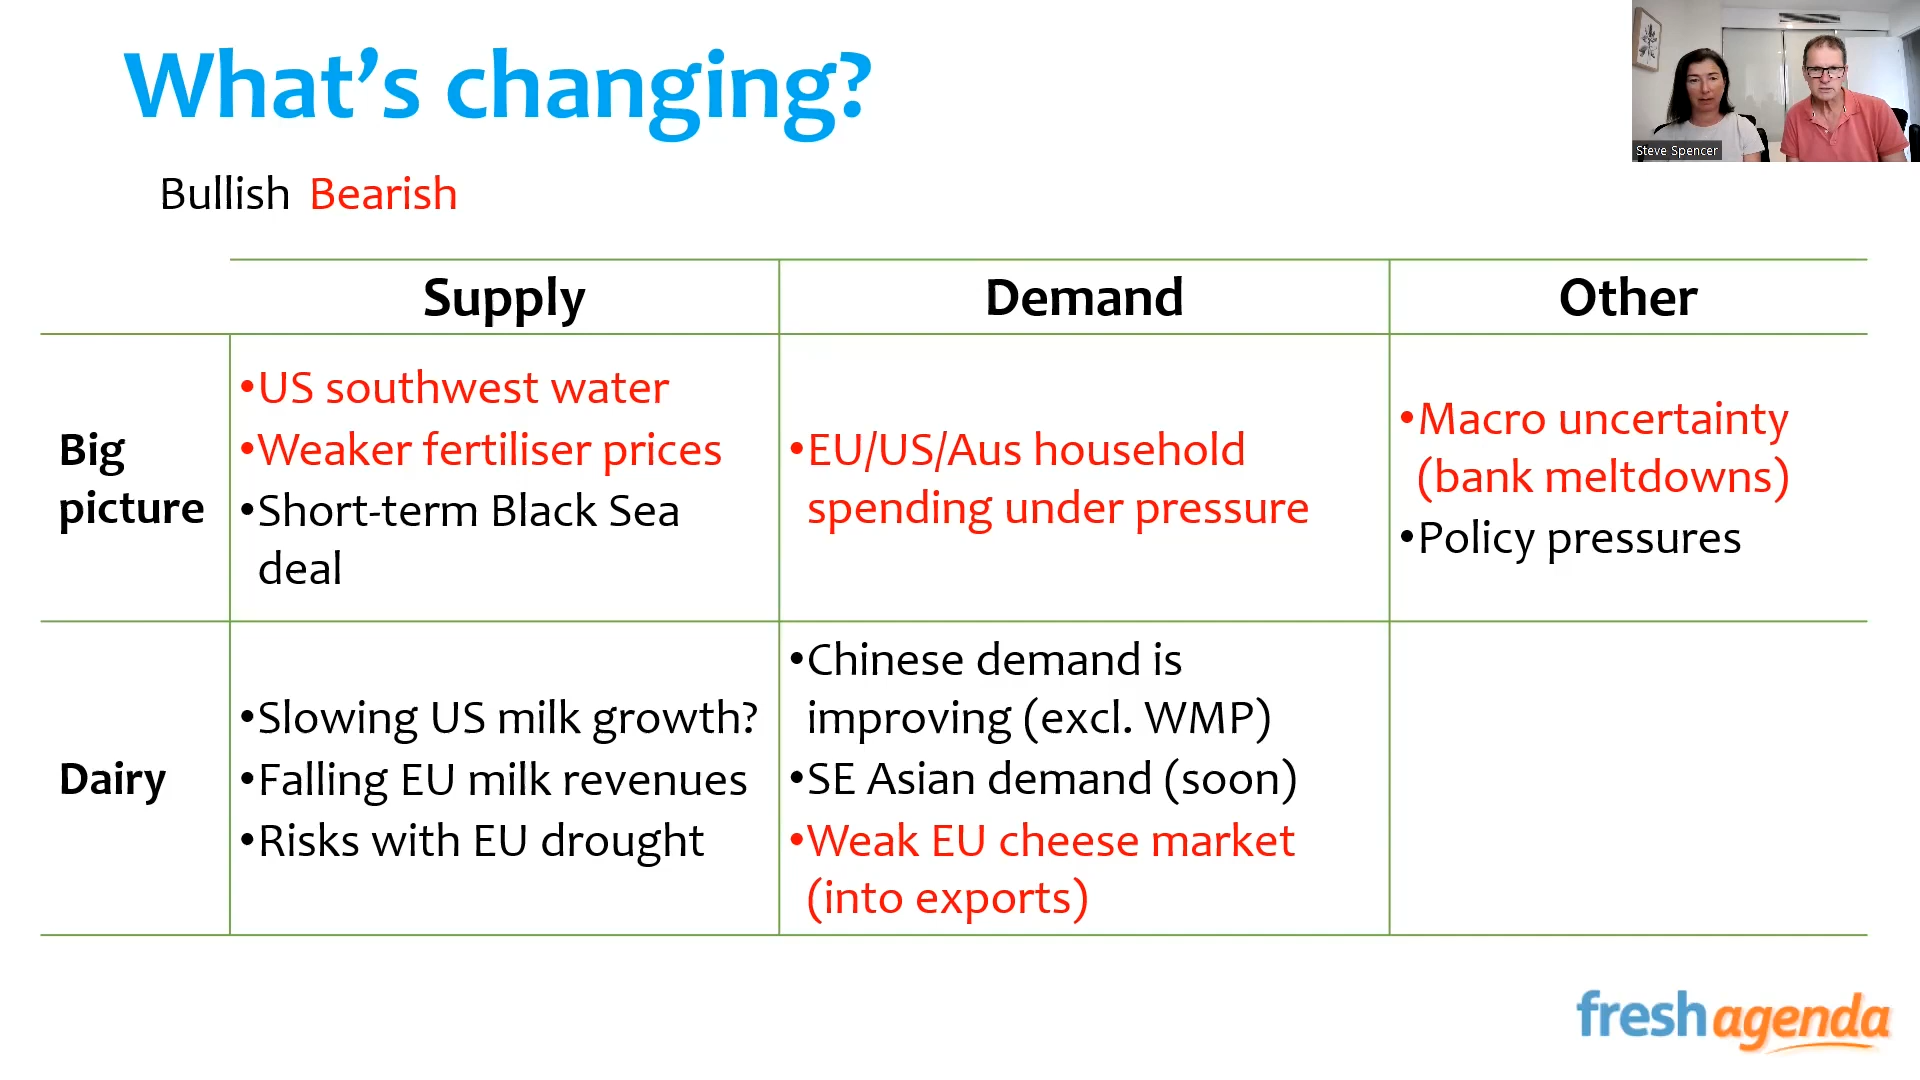 What's changing?
Steve Spencer
Bullish Bearish
Supply
Demand
Other
Big
picture
•US southwest water
•Weaker fertiliser prices
•Short-term Black Sea
deal
•EU/US/Aus household
spending under pressure
•Macro uncertainty
(bank meltdowns)
•Policy pressures
Dairy
•Slowing US milk growth?
•Falling EU milk revenues
•Risks with EU drought
•Chinese demand is
improving (excl. WMP)
•SE Asian demand (soon)
•Weak EU cheese market
(into exports)
freshagenda